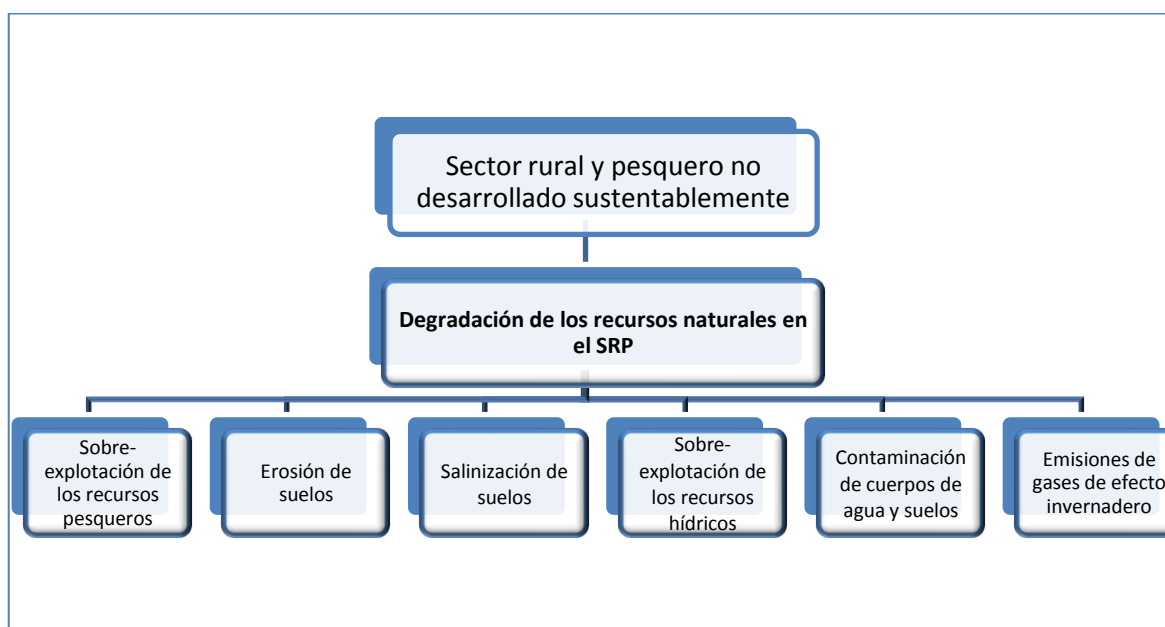 Sector rural y pesquero no
desarrollado sustentablemente
Degradación de los recursos naturales en
el SRP
Sobre-
explotación de
los recursos
pesqueros
Erosión de
suelos
Salinización de
suelos
Sobre-
explotación de
los recursos
hídricos
Contaminación
de cuerpos de
agua y suelos
Emisiones de
gases de efecto
invernadero